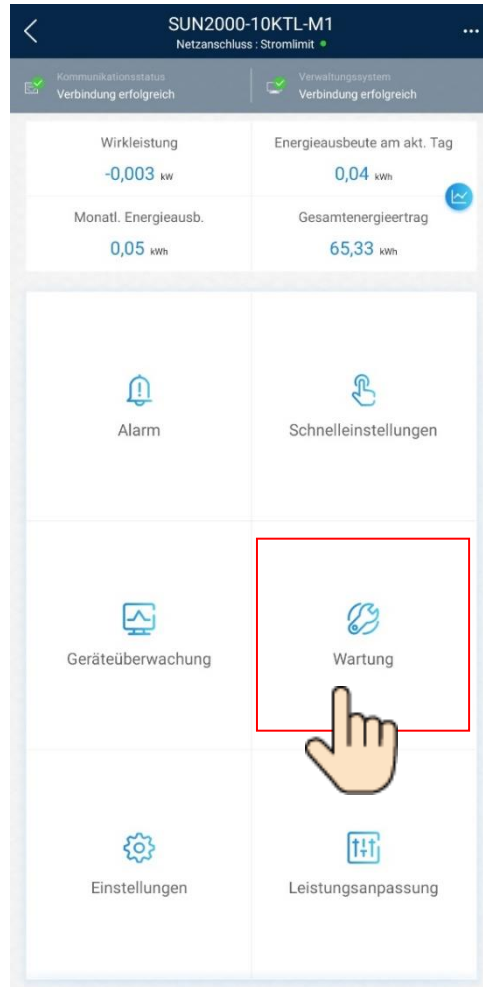 SUN2000-10KTL-M1
Netzanschluss : Stromlimit
Kommunikationsstatus
Verbindung erfolgreich
Verwaltungssystem
Verbindung erfolgreich
Wirkleistung
-0,003 kW
Energieausbeute am akt. Tag
0,04 kWh
Monatl. Energieausb.
0,05 kWh
Gesamtenergieertrag
65,33 kWh
Alarm
Schnelleinstellungen
Geräteüberwachung
Wartung
Einstellungen
Leistungsanpassung